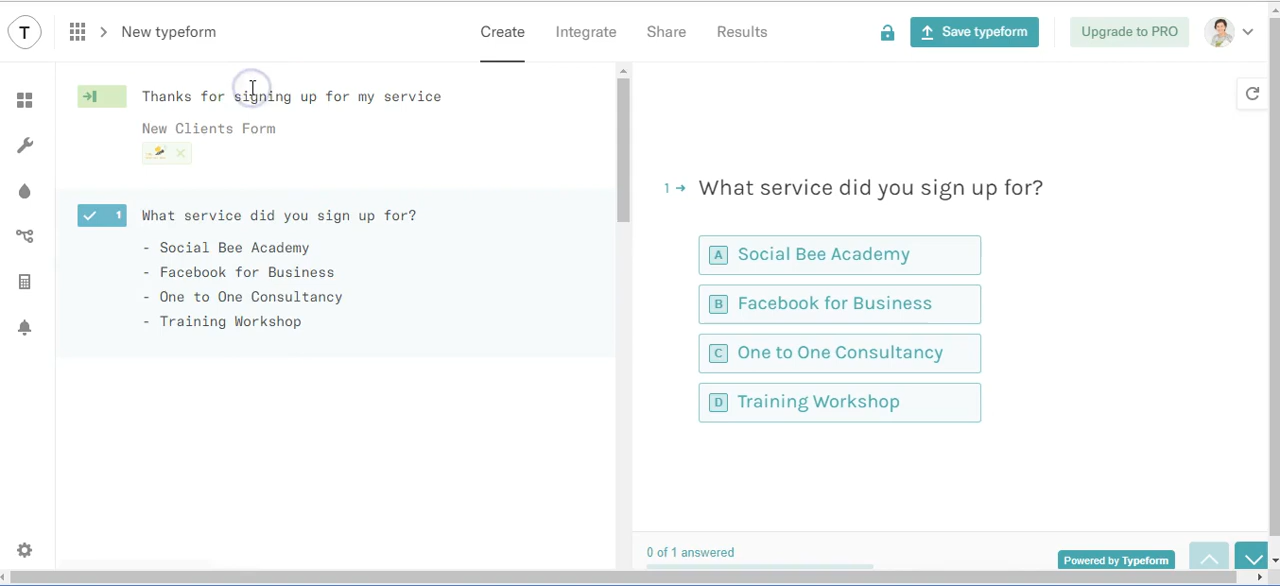 T
New typeform
Create
Integrate
Share
Results
Save typeform
Upgrade to PRO
Thanks for signing up for my service
New Clients Form
1
What service did you sign up for?
- Social Bee Academy
- Facebook for Business
- One to One Consultancy
- Training Workshop
1
What service did you sign up for?
A Social Bee Academy
B Facebook for Business
C One to One Consultancy
D Training Workshop
0 of 1 answered
Powered by Typeform